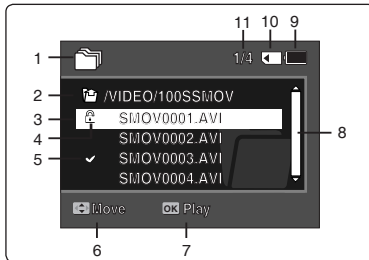 11 10 9
1 1/4
2 /VIDEO/100SSMOV
3 SMOV0001.AVI
4 SMOV0002.AVI 8
5 SMOV0003.AVI
SMOV0004.AVI
Move OK Play
6 7